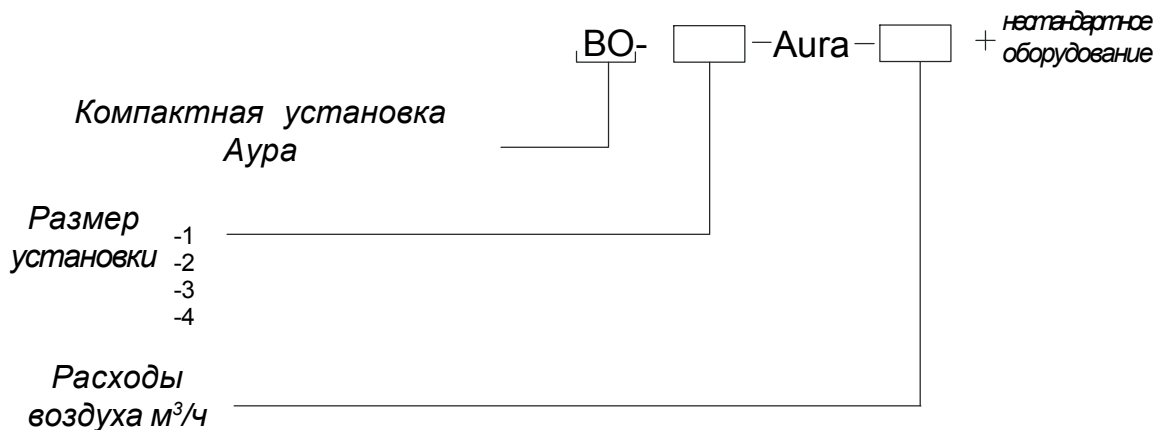 ВО- -Aura- + нестандартное
оборудование
Компактная установка
Аура
Размер
установки
-1
-2
-3
-4
Расходы
воздуха м³/ч